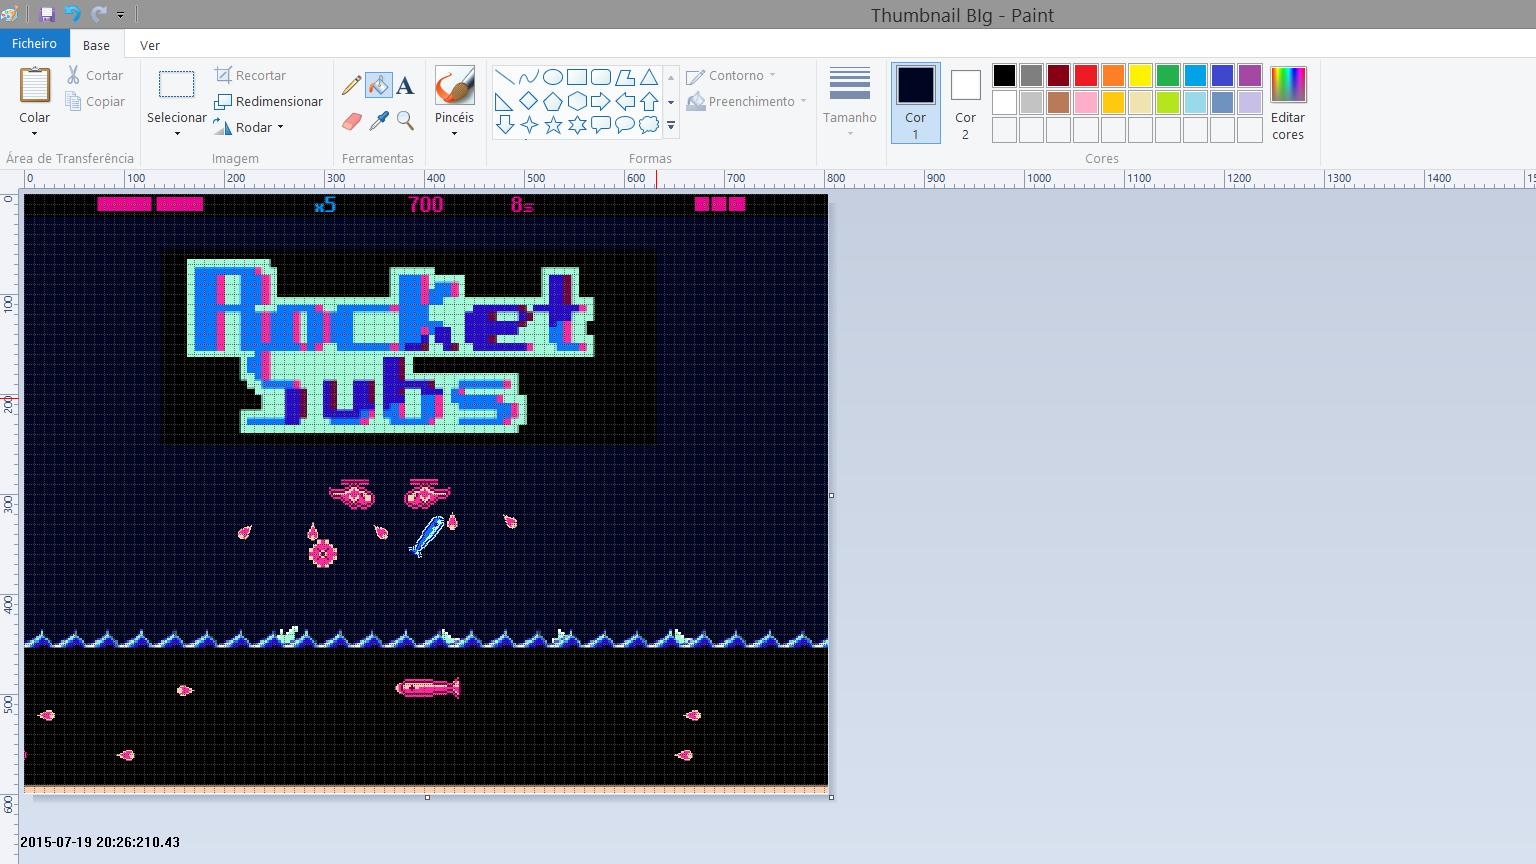 Thumbnail BIg - Paint
Ficheiro Base Ver
Colar
Cortar
Copiar
Área de Transferência
Selecionar
Recortar
Redimensionar
Rodar
Imagem
A
Ferramentas
Pincéis
Contorno
Preenchimento
Formas
Tamanho
Cor 1
Cor 2
Editar cores
Cores
0 100 200 300 400 500 600 700 800 900 1000 1100 1200 1300 1400
0
100
200
300
400
500
600
x5 700 8s
Rocket
Subs
2015-07-19 20:26:210.43